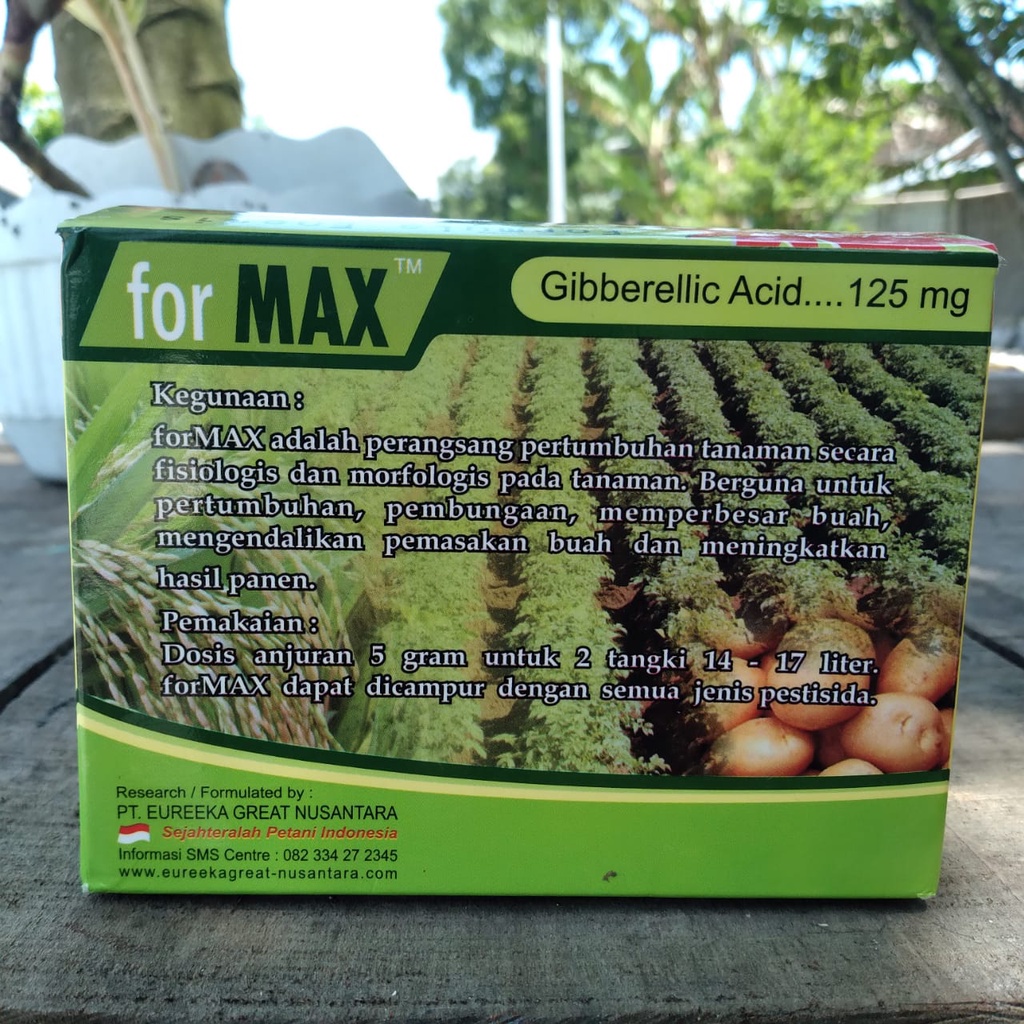 for MAX™
Gibberellic Acid....125 mg
Kegunaan :
forMAX adalah perangsang pertumbuhan tanaman secara
fisiologis dan morfologis pada tanaman. Berguna untuk
pertumbuhan, pembungaan, memperbesar buah,
mengendalikan pemasakan buah dan meningkatkan
hasil panen.
Pemakaian :
Dosis anjuran 5 gram untuk 2 tangki 14 - 17 liter.
forMAX dapat dicampur dengan semua jenis pestisida.
Research / Formulated by :
PT. EUREEKA GREAT NUSANTARA
Sejahteralah Petani Indonesia
Informasi SMS Centre : 082 334 27 2345
www.eureekagreat-nusantara.com